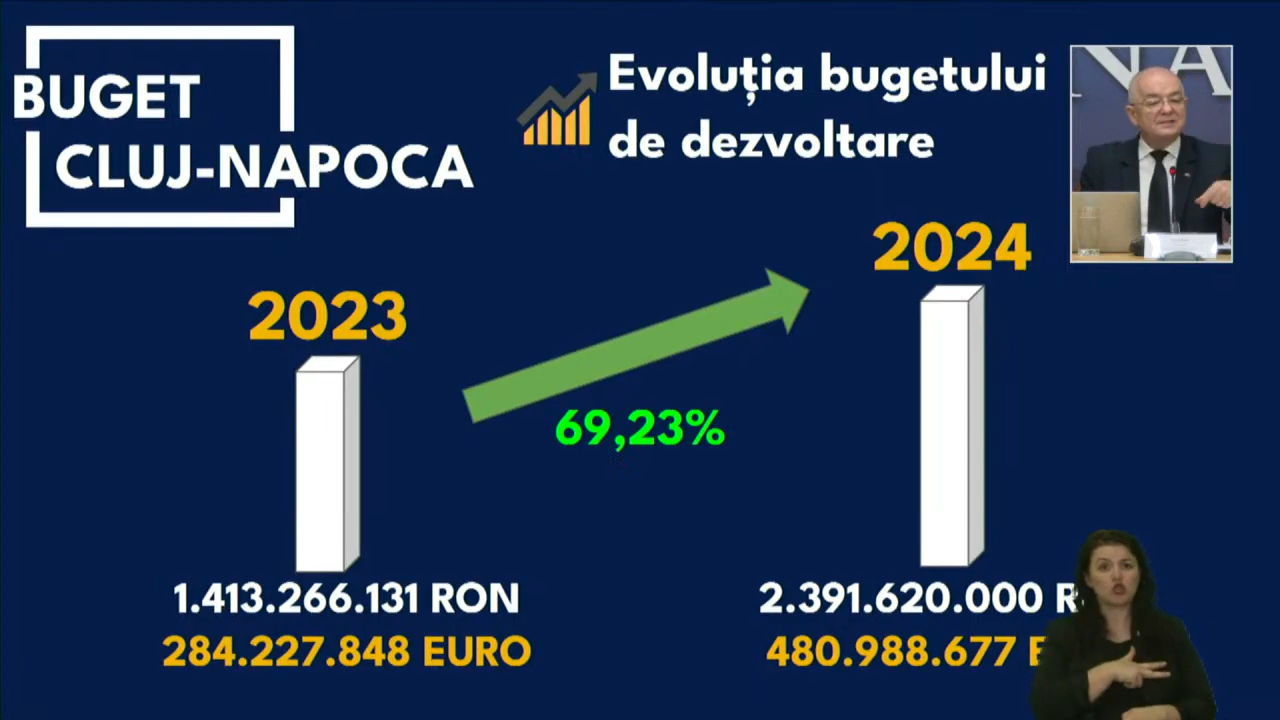 BUGET
CLUJ-NAPOCA
Evoluția bugetului
de dezvoltare
NA
2023
2024
69,23%
1.413.266.131 RON
284.227.848 EURO
2.391.620.000
480.988.677